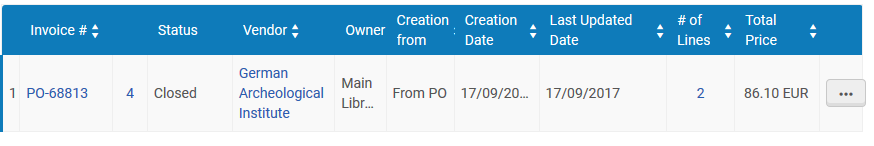 Invoice # Status Vendor Owner Creation from Creation Date Last Updated Date # of Lines Total Price
1 PO-68813 4 Closed German Archeological Institute Main Libr... From PO 17/09/20... 17/09/2017 2 86.10 EUR ...